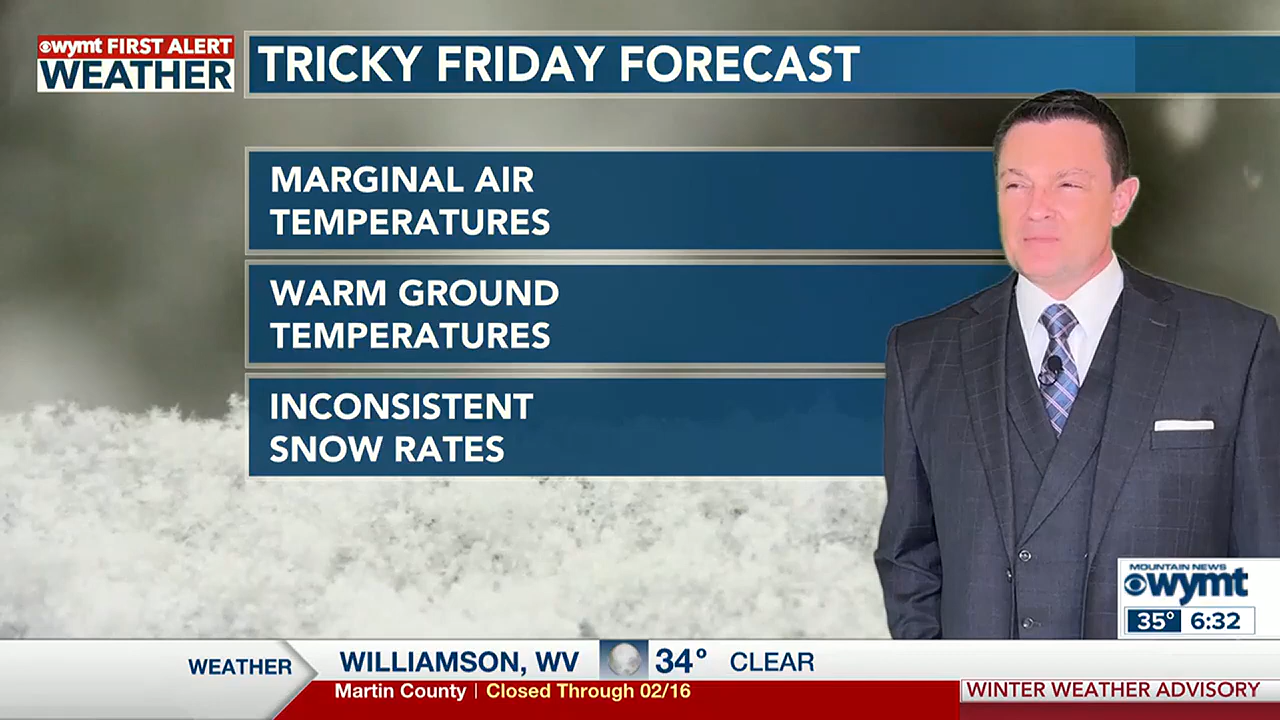 wymt FIRST ALERT
WEATHER
TRICKY FRIDAY FORECAST
MARGINAL AIR
TEMPERATURES
WARM GROUND
TEMPERATURES
INCONSISTENT
SNOW RATES
MOUNTAIN NEWS
wymt
35° 6:32
WEATHER
WILLIAMSON, WV 34° CLEAR
Martin County | Closed Through 02/16
WINTER WEATHER ADVISORY